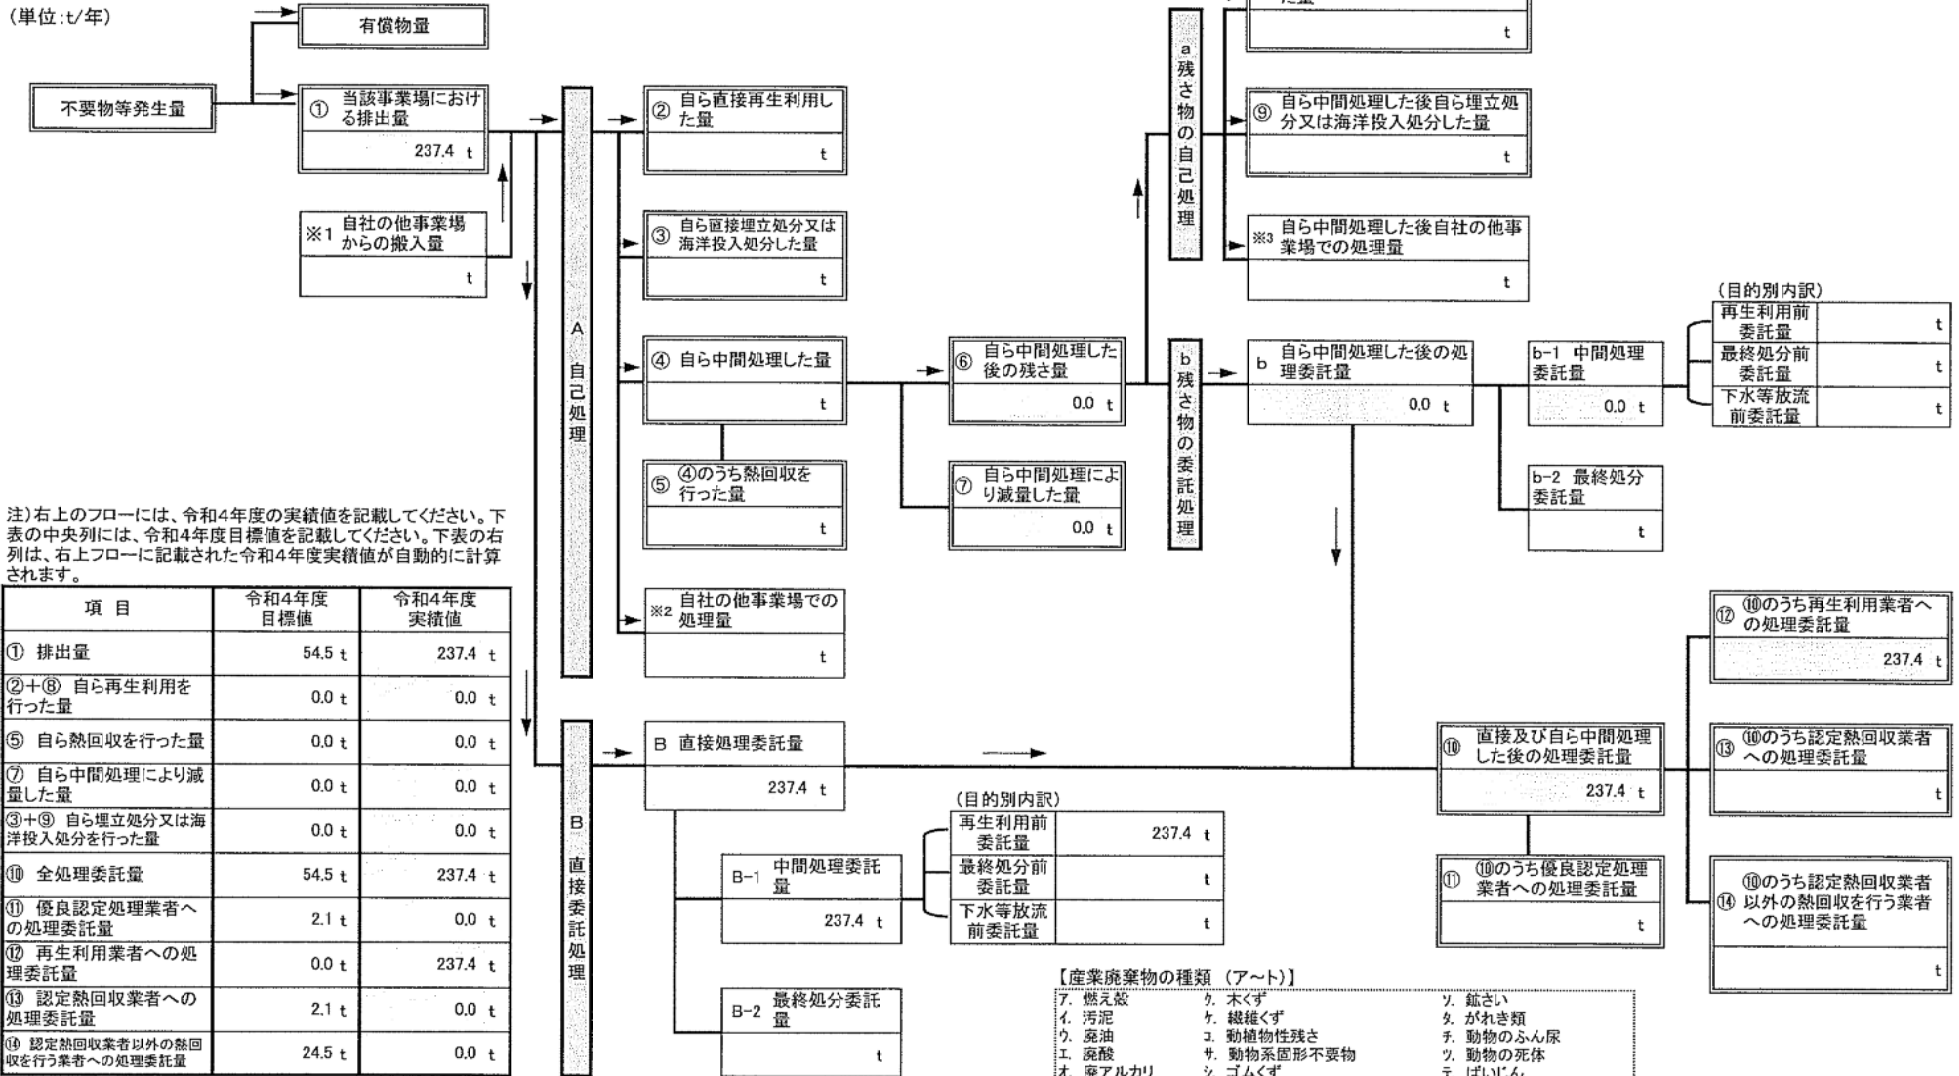 (単位:t/年)
有償物量
不要物等発生量
① 当該事業場におけ
る排出量
237.4 t
※1 自社の他事業場
からの搬入量
t
A 自己処理
② 自ら直接再生利用し
た量
t
③ 自ら直接埋立処分又は
海洋投入処分した量
t
④ 自ら中間処理した量
t
⑤ ④のうち熱回収を
行った量
t
※2 自社の他事業場での
処理量
t
⑥ 自ら中間処理した
後の残さ量
0.0 t
⑦ 自ら中間処理によ
り減量した量
0.0 t
a 残さ物の自己処理
た量
t
⑨ 自ら中間処理した後自ら埋立処
分又は海洋投入処分した量
t
※3 自ら中間処理した後自社の他事
業場での処理量
t
b 残さ物の委託処理
b 自ら中間処理した後の処
理委託量
0.0 t
b-1 中間処理
委託量
0.0 t
(目的別内訳)
再生利用前
委託量 t
最終処分前
委託量 t
下水等放流
前委託量 t
b-2 最終処分
委託量
t
注)右上のフローには、令和4年度の実績値を記載してください。下
表の中央列には、令和4年度目標値を記載してください。下表の右
列は、右上フローに記載された令和4年度実績値が自動的に計算
されます。
項 目 令和4年度
目標値 令和4年度
実績値
① 排出量 54.5 t 237.4 t
②+⑧ 自ら再生利用を
行った量 0.0 t 0.0 t
⑤ 自ら熱回収を行った量 0.0 t 0.0 t
⑦ 自ら中間処理により減
量した量 0.0 t 0.0 t
③+⑨ 自ら埋立処分又は海
洋投入処分を行った量 0.0 t 0.0 t
⑩ 全処理委託量 54.5 t 237.4 t
⑪ 優良認定処理業者へ
の処理委託量 2.1 t 0.0 t
⑫ 再生利用業者への処
理委託量 0.0 t 237.4 t
⑬ 認定熱回収業者への
処理委託量 2.1 t 0.0 t
⑭ 認定熱回収業者以外の熱回
収を行う業者への処理委託量 24.5 t 0.0 t
B 直接委託処理
B 直接処理委託量
237.4 t
B-1 中間処理委託
量
237.4 t
(目的別内訳)
再生利用前
委託量 237.4 t
最終処分前
委託量 t
下水等放流
前委託量 t
B-2 最終処分委託
量
t
⑩ 直接及び自ら中間処理
した後の処理委託量
237.4 t
⑪ ⑩のうち優良認定処理
業者への処理委託量
t
⑫ ⑩のうち再生利用業者へ
の処理委託量
237.4 t
⑬ ⑩のうち認定熱回収業者
への処理委託量
t
⑭ ⑩のうち認定熱回収業者
以外の熱回収を行う業者
への処理委託量
t
【産業廃棄物の種類 (ア~ト)】
ア. 燃え殻 ク. 木くず ソ. 鉱さい
イ. 汚泥 ケ. 繊維くず タ. がれき類
ウ. 廃油 コ. 動植物性残さ チ. 動物のふん尿
エ. 廃酸 サ. 動物系固形不要物 ツ. 動物の死体
オ. 廃アルカリ シ. ゴムくず テ. ばいじん